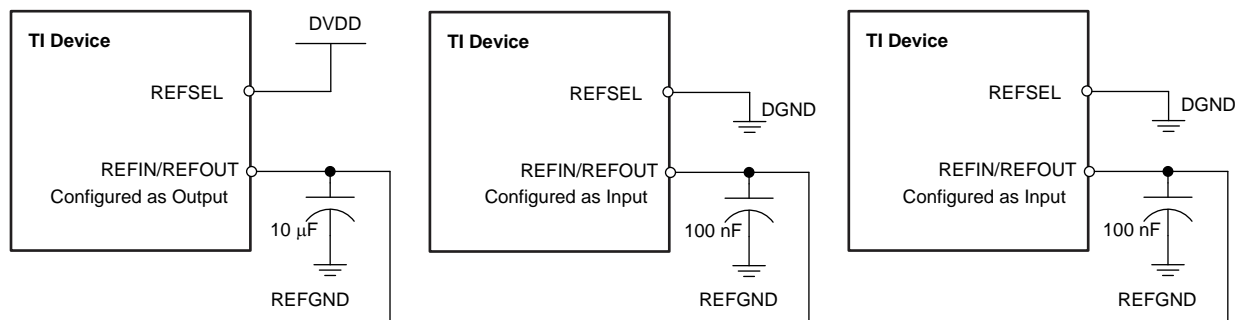 TI Device
DVDD
REFSEL
REFIN/REFOUT
Configured as Output
10 μF
REFGND
TI Device
REFSEL
DGND
REFIN/REFOUT
Configured as Input
100 nF
REFGND
TI Device
REFSEL
DGND
REFIN/REFOUT
Configured as Input
100 nF
REFGND